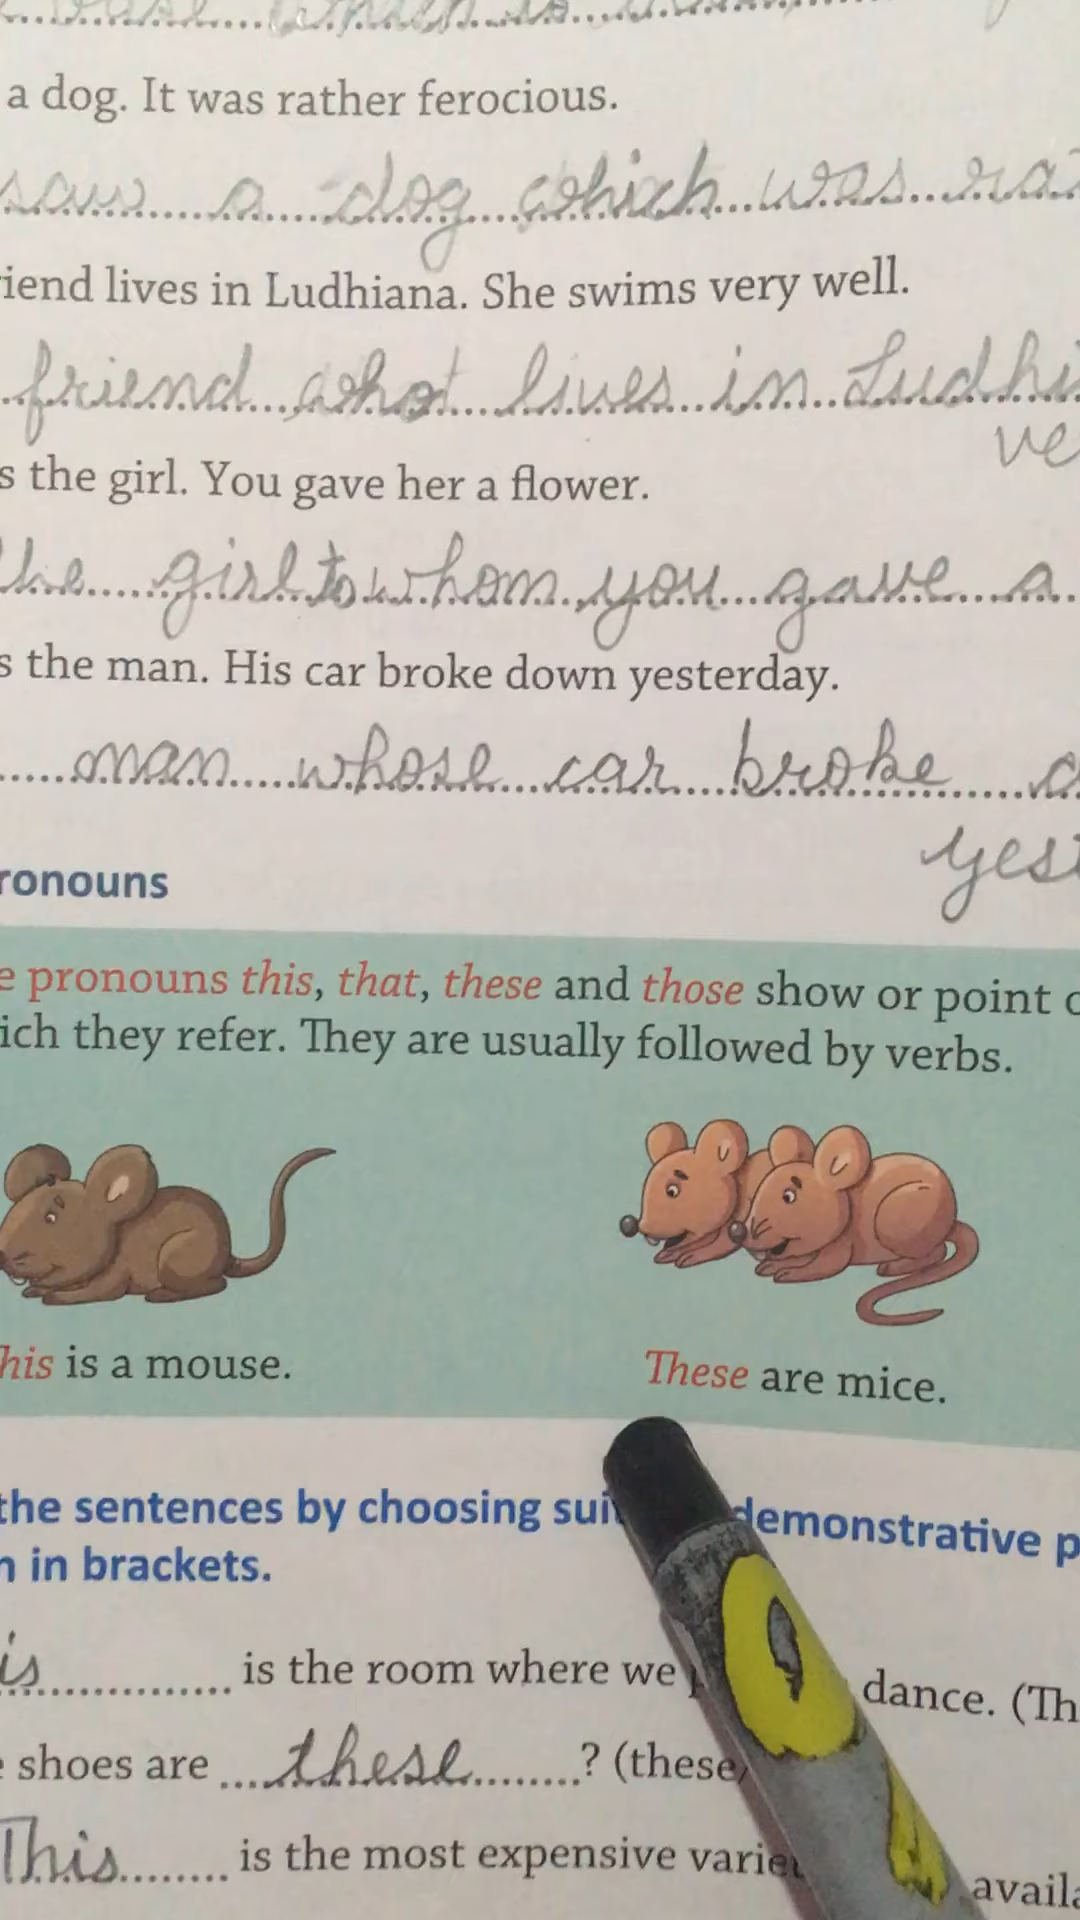 a dog. It was rather ferocious.
saw a dog which was
iend lives in Ludhiana. She swims very well.
friend who lives in Ludhi
ve
s the girl. You gave her a flower.
the girl to whom you gave a
s the man. His car broke down yesterday.
man whose car broke d
yest
ronouns
e pronouns this, that, these and those show or point o
ich they refer. They are usually followed by verbs.
his is a mouse.
These are mice.
the sentences by choosing sui demonstrative p
n in brackets.
is is the room where we dance. (Th
e shoes are these ? (these/
This is the most expensive variet availa